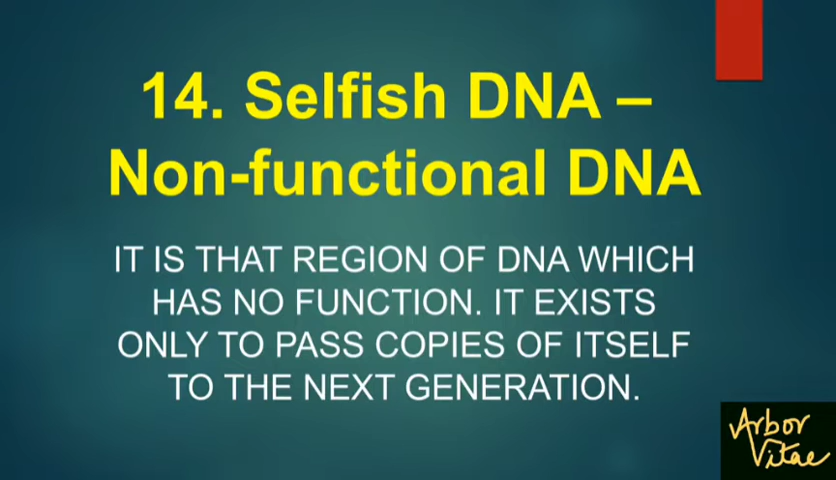 14. Selfish DNA –
Non-functional DNA
IT IS THAT REGION OF DNA WHICH
HAS NO FUNCTION. IT EXISTS
ONLY TO PASS COPIES OF ITSELF
TO THE NEXT GENERATION.
Arbor
Vitae